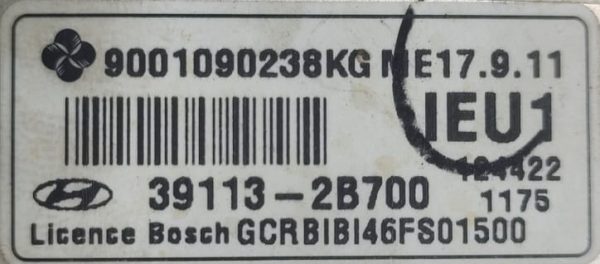 9001090238KG ME17.9.11
IEU1
124422
39113-2B700 1175
Licence Bosch GCRBIBI46FS01500